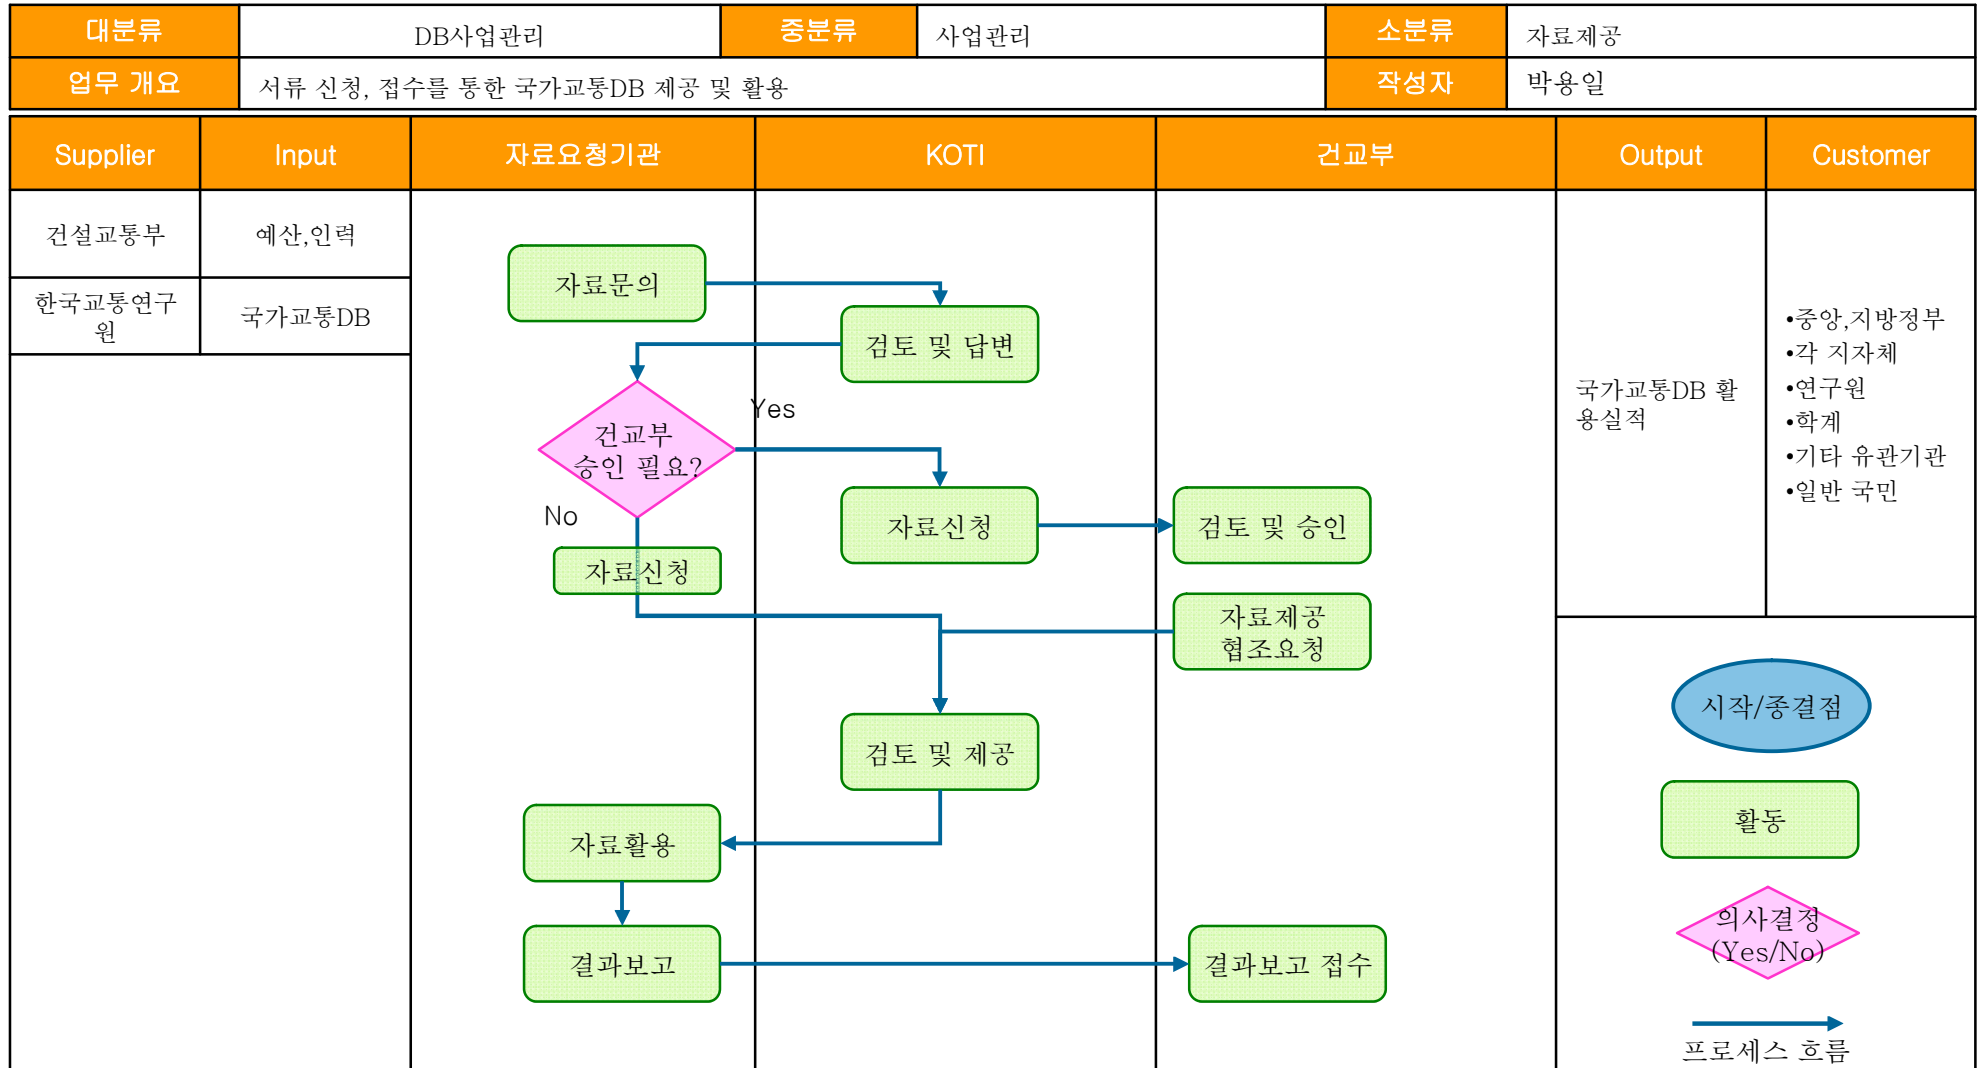 대분류
DB사업관리
중분류
사업관리
소분류
자료제공
업무 개요
서류 신청, 접수를 통한 국가교통DB 제공 및 활용
작성자
박용일
Supplier
Input
자료요청기관
KOTI
건교부
Output
Customer
건설교통부
예산,인력
한국교통연구
원
국가교통DB
자료문의
검토 및 답변
건교부
승인 필요?
Yes
No
자료신청
자료신청
검토 및 승인
자료제공
협조요청
검토 및 제공
자료활용
결과보고
결과보고 접수
국가교통DB 활
용실적
•중앙,지방정부
•각 지자체
•연구원
•학계
•기타 유관기관
•일반 국민
시작/종결점
활동
의사결정
(Yes/No)
프로세스 흐름